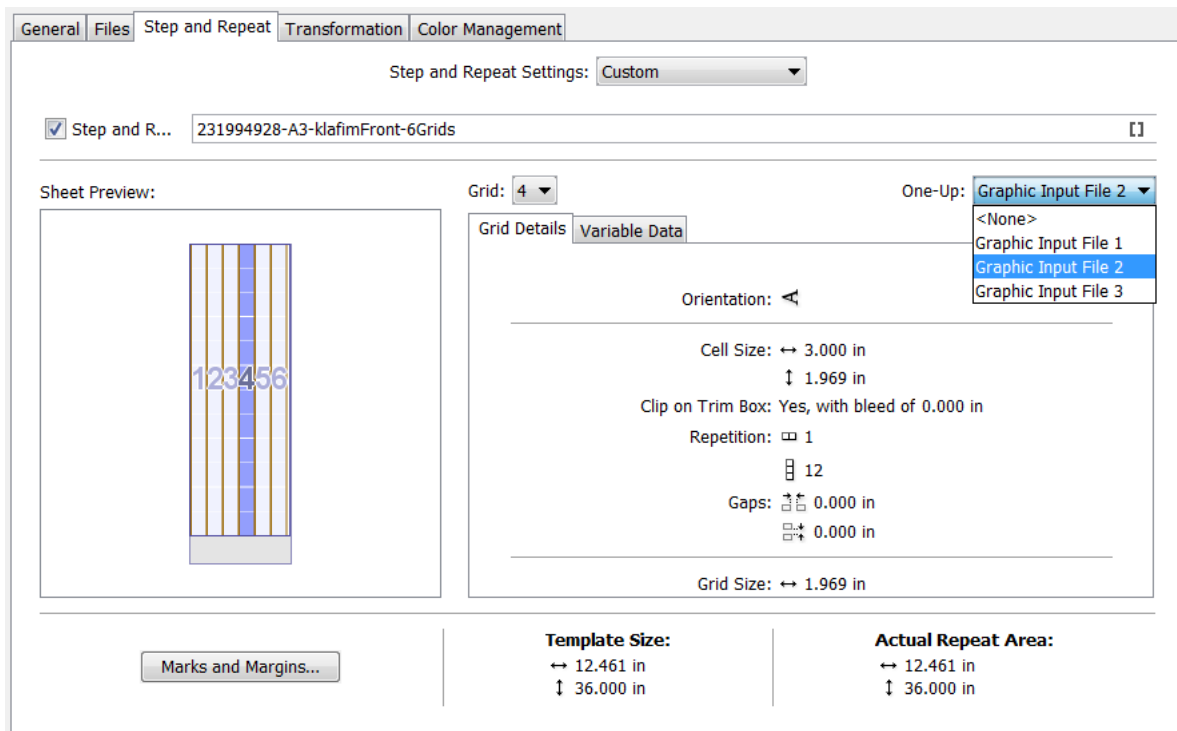 General Files Step and Repeat Transformation Color Management
Step and Repeat Settings: Custom
Step and R... 231994928-A3-klafimFront-6Grids
Sheet Preview:
Grid: 4
One-Up: Graphic Input File 2
<None>
Graphic Input File 1
Graphic Input File 2
Graphic Input File 3
Grid Details Variable Data
Orientation:
Cell Size: ↔ 3.000 in
↕ 1.969 in
Clip on Trim Box: Yes, with bleed of 0.000 in
Repetition: 1
12
Gaps: 0.000 in
0.000 in
Grid Size: ↔ 1.969 in
123456
Marks and Margins...
Template Size:
↔ 12.461 in
↕ 36.000 in
Actual Repeat Area:
↔ 12.461 in
↕ 36.000 in